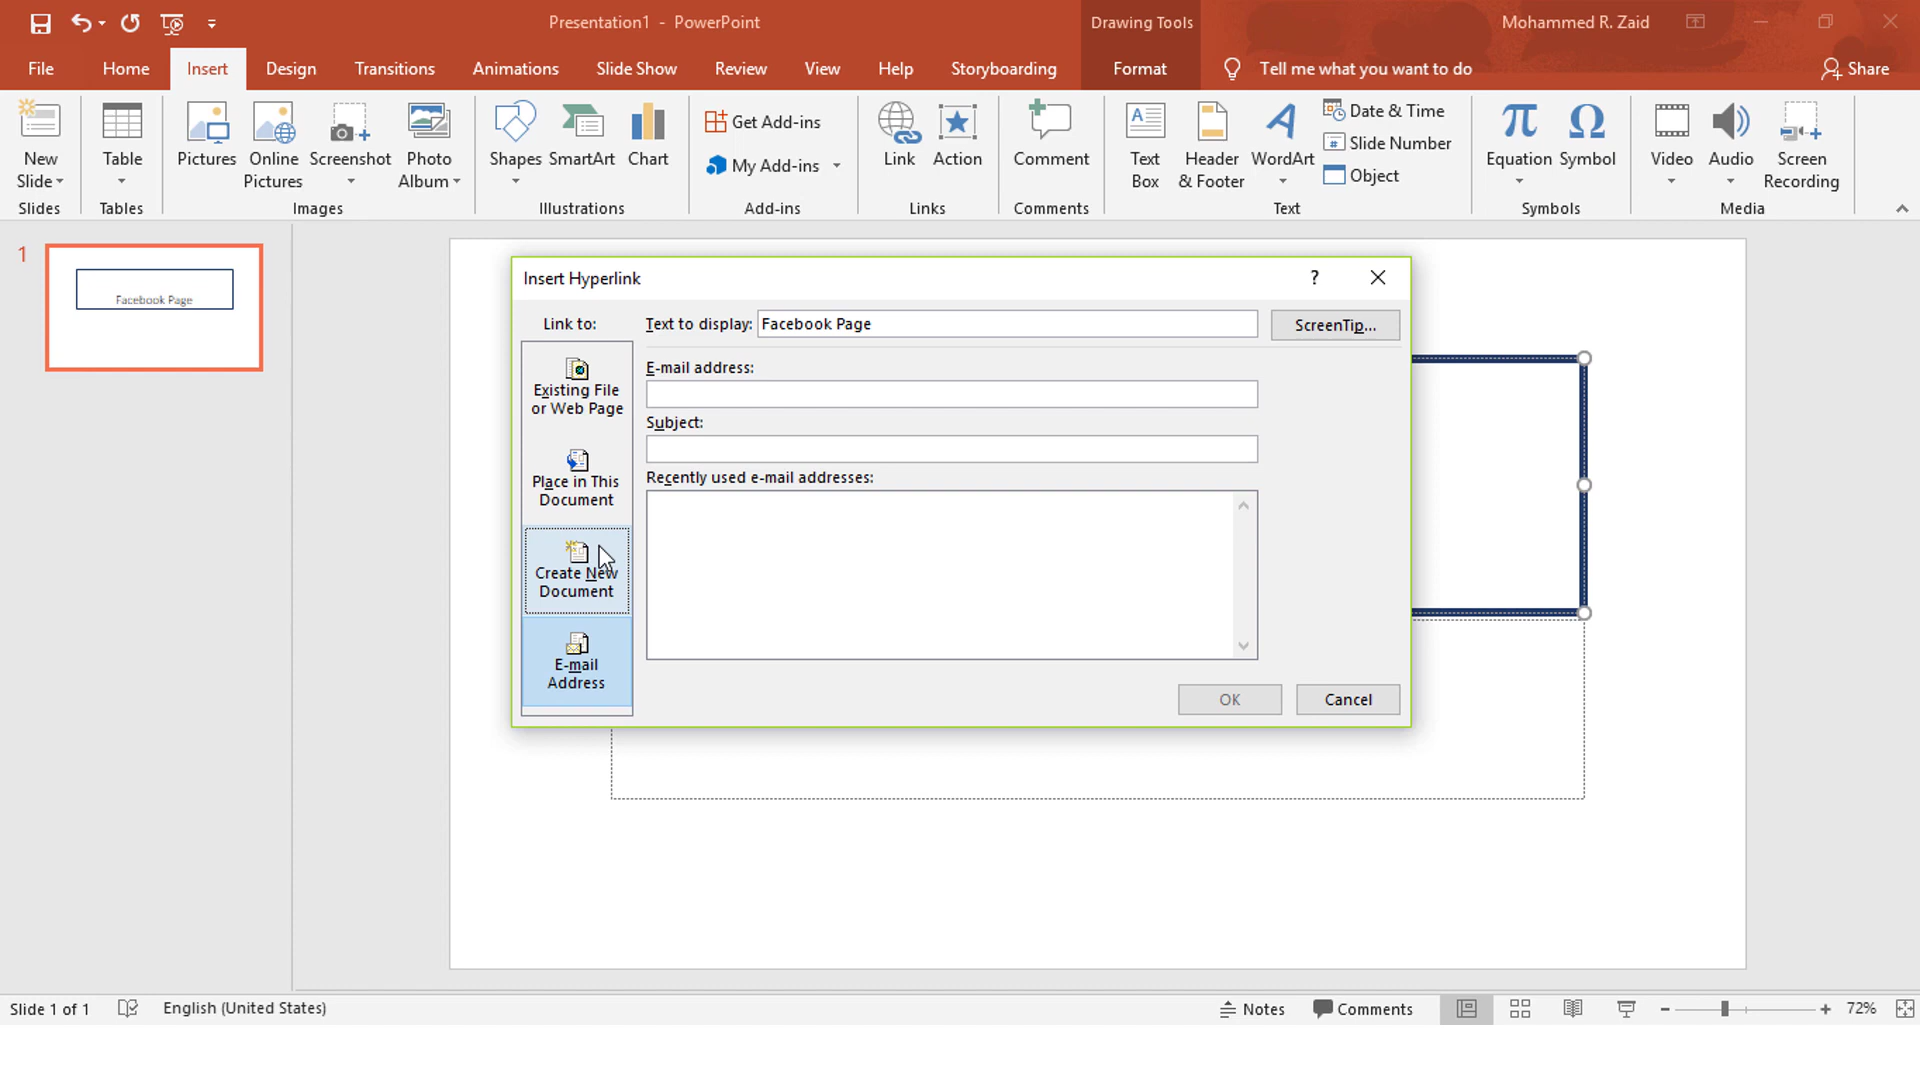 Presentation1 - PowerPoint
Drawing Tools
Mohammed R. Zaid
File Home Insert Design Transitions Animations Slide Show Review View Help Storyboarding Format Tell me what you want to do Share
New Slide
Slides
Table
Tables
Pictures
Online Pictures
Screenshot
Photo Album
Images
Shapes
SmartArt
Chart
Illustrations
Get Add-ins
My Add-ins
Add-ins
Link
Action
Links
Comment
Comments
Text Box
Header & Footer
WordArt
Date & Time
Slide Number
Object
Text
Equation
Symbol
Symbols
Video
Audio
Screen Recording
Media
1
Facebook Page
Insert Hyperlink
?
Link to:
Text to display: Facebook Page
ScreenTip...
Existing File
or Web Page
Place in This
Document
Create New
Document
E-mail
Address
E-mail address:
Subject:
Recently used e-mail addresses:
OK
Cancel
Slide 1 of 1 English (United States) Notes Comments 72%